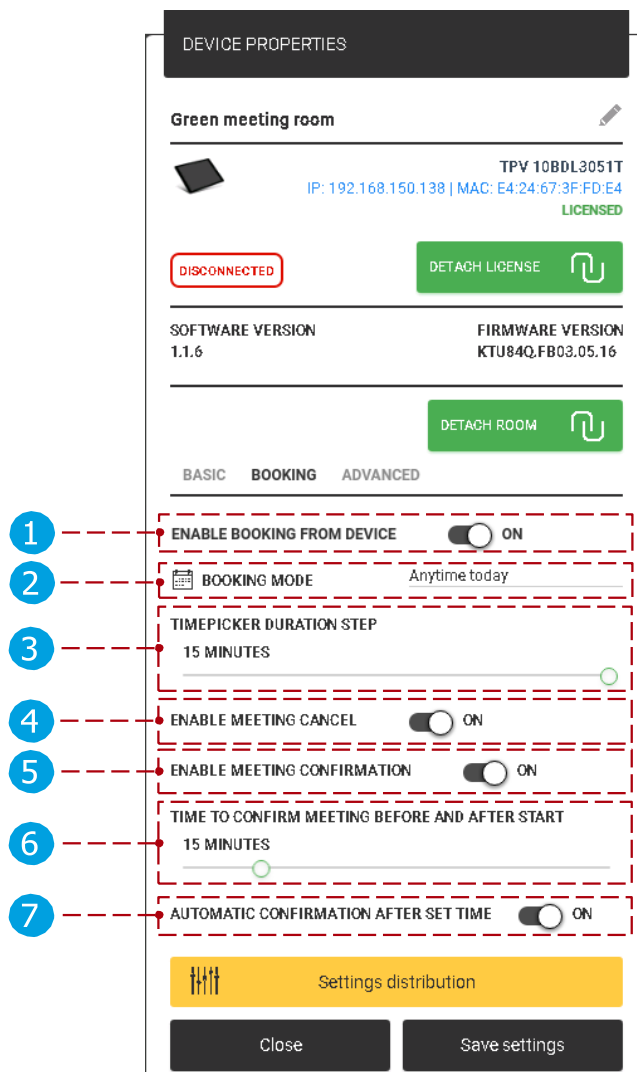 DEVICE PROPERTIES
Green meeting room
TPV 10BDL3051T
IP: 192.168.150.138 | MAC: E4:24:67:3F:FD:E4
LICENSED
DISCONNECTED
DETACH LICENSE
SOFTWARE VERSION FIRMWARE VERSION
1.1.6 KTU84Q.FB03.05.16
DETACH ROOM
BASIC BOOKING ADVANCED
1 ENABLE BOOKING FROM DEVICE ON
2 BOOKING MODE Anytime today
TIMEPICKER DURATION STEP
3 15 MINUTES
4 ENABLE MEETING CANCEL ON
5 ENABLE MEETING CONFIRMATION ON
TIME TO CONFIRM MEETING BEFORE AND AFTER START
6 15 MINUTES
7 AUTOMATIC CONFIRMATION AFTER SET TIME ON
Settings distribution
Close Save settings